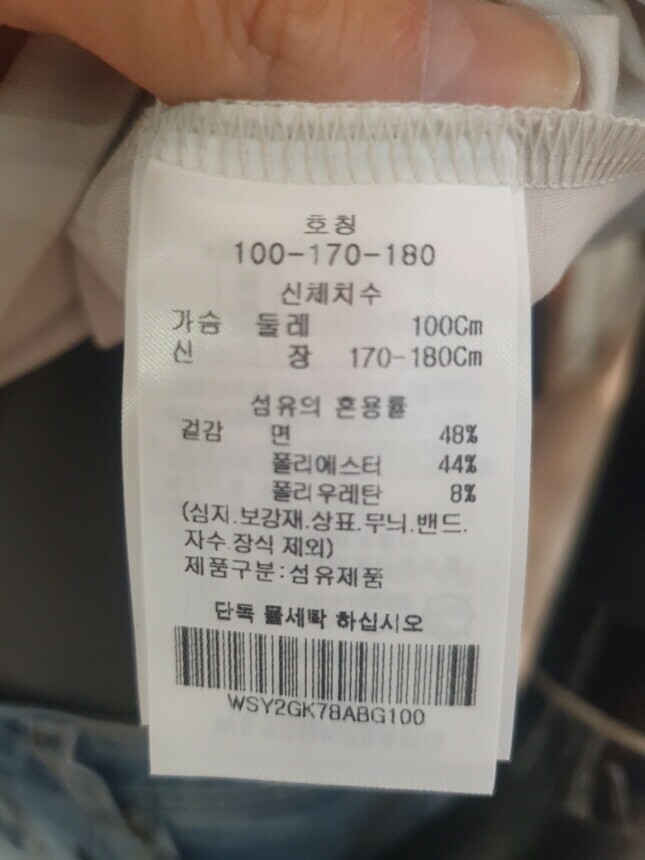 호칭
100-170-180
신체치수
가슴 둘레 100Cm
신 장 170-180Cm
섬유의 혼용률
겉감 면 48%
폴리에스터 44%
폴리우레탄 8%
(심지.보강재.상표.무늬.밴드.
자수.장식 제외)
제품구분:섬유제품
단독 물세탁 하십시오
WSY2GK78ABG100